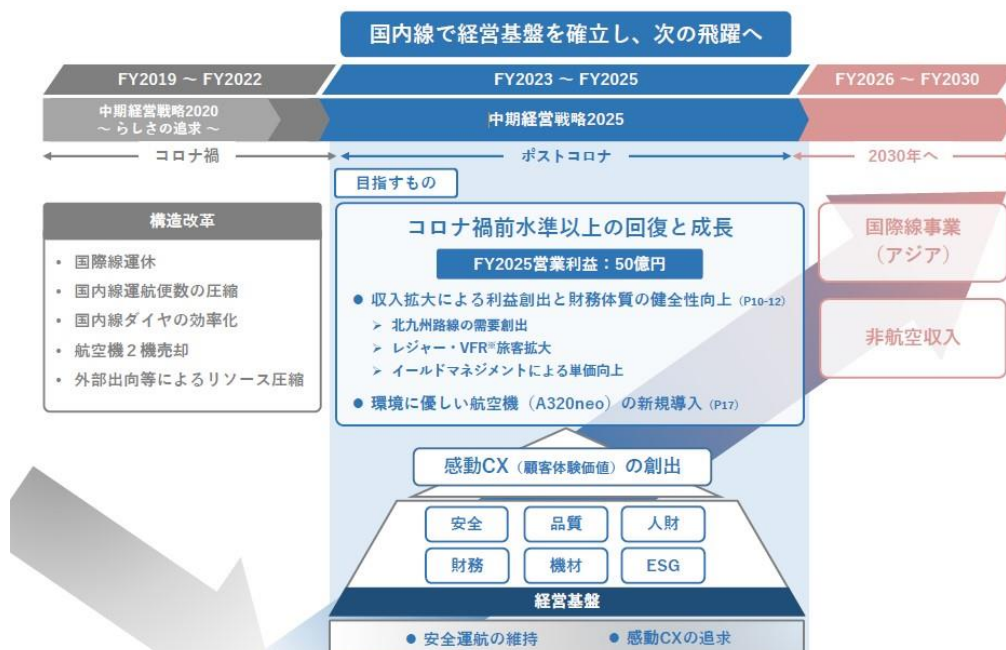 国内線で経営基盤を確立し、次の飛躍へ
FY2019 ～ FY2022
FY2023 ～ FY2025
FY2026 ～ FY2030
中期経営戦略2020
～ らしさの追求 ～
中期経営戦略2025
コロナ禍
ポストコロナ
2030年へ
目指すもの
構造改革
• 国際線運休
• 国内線運航便数の圧縮
• 国内線ダイヤの効率化
• 航空機２機売却
• 外部出向等によるリソース圧縮
コロナ禍前水準以上の回復と成長
FY2025営業利益：50億円
● 収入拡大による利益創出と財務体質の健全性向上（P10-12）
➢ 北九州路線の需要創出
➢ レジャー・VFR※旅客拡大
➢ イールドマネジメントによる単価向上
● 環境に優しい航空機（A320neo）の新規導入（P17）
国際線事業
（アジア）
非航空収入
感動CX（顧客体験価値）の創出
安全
品質
人財
財務
機材
ESG
経営基盤
● 安全運航の維持
● 感動CXの追求